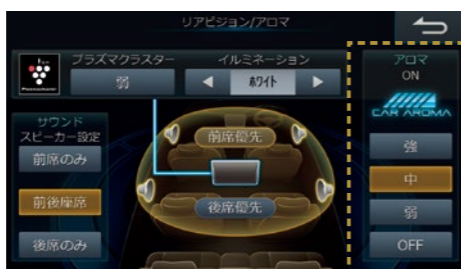 リアビジョン/アロマ
プラズマクラスター
弱
イルミネーション
ホワイト
サウンド
スピーカー設定
前席のみ
前後座席
後席のみ
前席優先
後席優先
アロマ
ON
CAR AROMA
強
中
弱
OFF